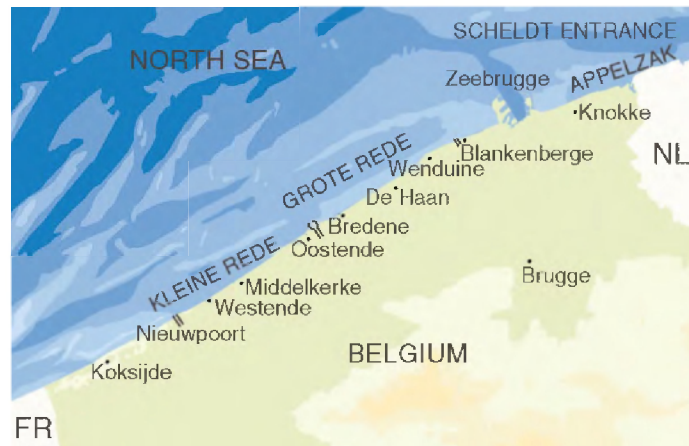 SCHELDT ENTRANCE
NORTH SEA
Zeebrugge
APPELZAK
Knokke
Blankenberge
NL
Wenduine
GROTE REDE
De Haan
Bredene
Oostende
KLEINE REDE
Brugge
Middelkerke
Westende
Nieuwpoort
BELGIUM
Koksijde
FR